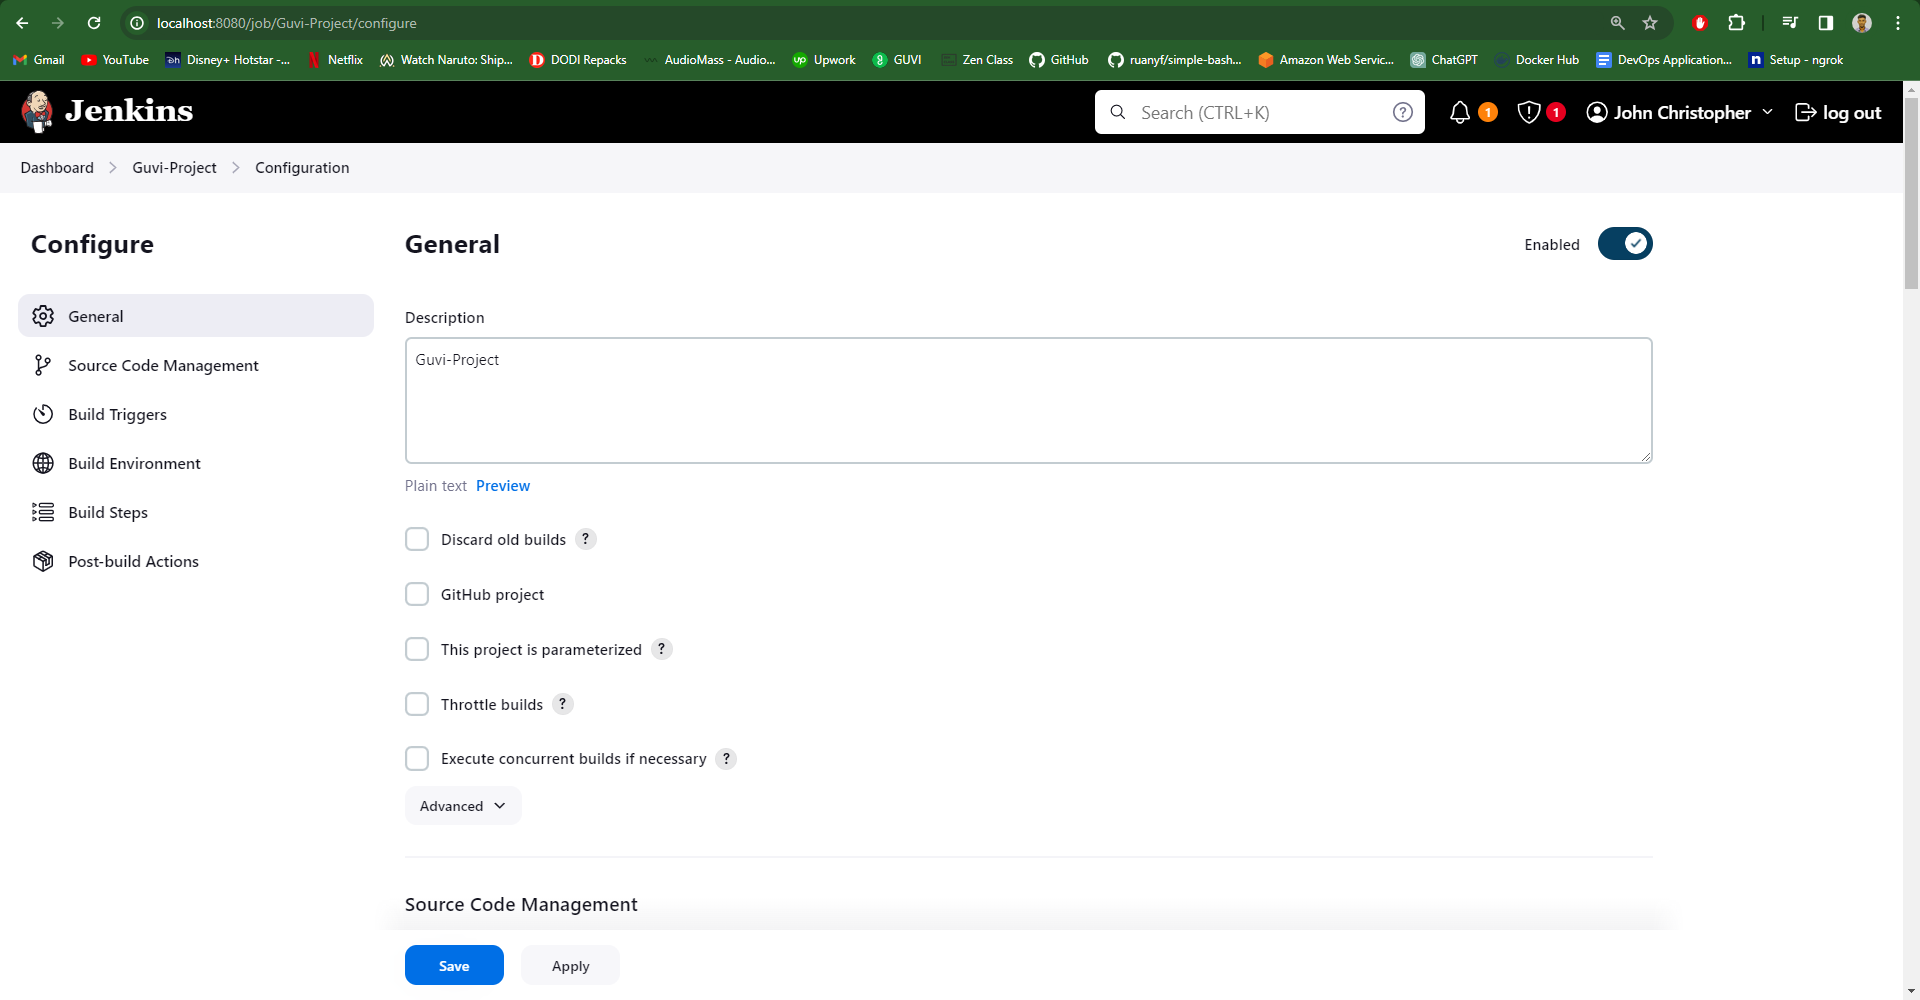 localhost:8080/job/Guvi-Project/configure
Gmail YouTube Disney+ Hotstar -... Netflix Watch Naruto: Ship... DODI Repacks AudioMass - Audio... Upwork GUVI Zen Class GitHub ruanyf/simple-bash... Amazon Web Servic... ChatGPT Docker Hub DevOps Application... Setup - ngrok
Jenkins Search (CTRL+K) 1 1 John Christopher log out
Dashboard Guvi-Project Configuration
Configure
General
Source Code Management
Build Triggers
Build Environment
Build Steps
Post-build Actions
General Enabled
Description
Guvi-Project
Plain text Preview
Discard old builds ?
GitHub project
This project is parameterized ?
Throttle builds ?
Execute concurrent builds if necessary ?
Advanced
Source Code Management
Save Apply